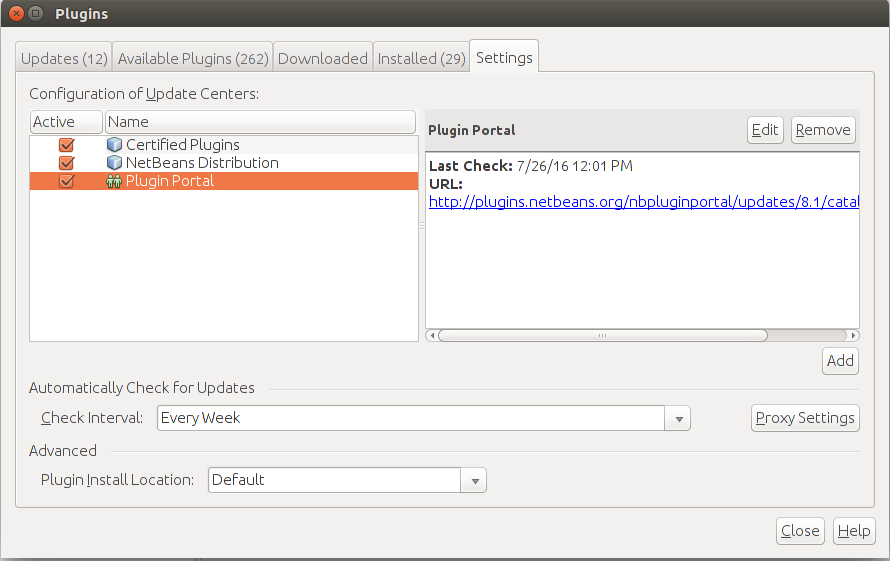 Plugins
Updates (12) Available Plugins (262) Downloaded Installed (29) Settings
Configuration of Update Centers:
Active Name
Certified Plugins
NetBeans Distribution
Plugin Portal
Plugin Portal Edit Remove
Last Check: 7/26/16 12:01 PM
URL:
http://plugins.netbeans.org/nbpluginportal/updates/8.1/catal
Add
Automatically Check for Updates
Check Interval: Every Week Proxy Settings
Advanced
Plugin Install Location: Default
Close Help